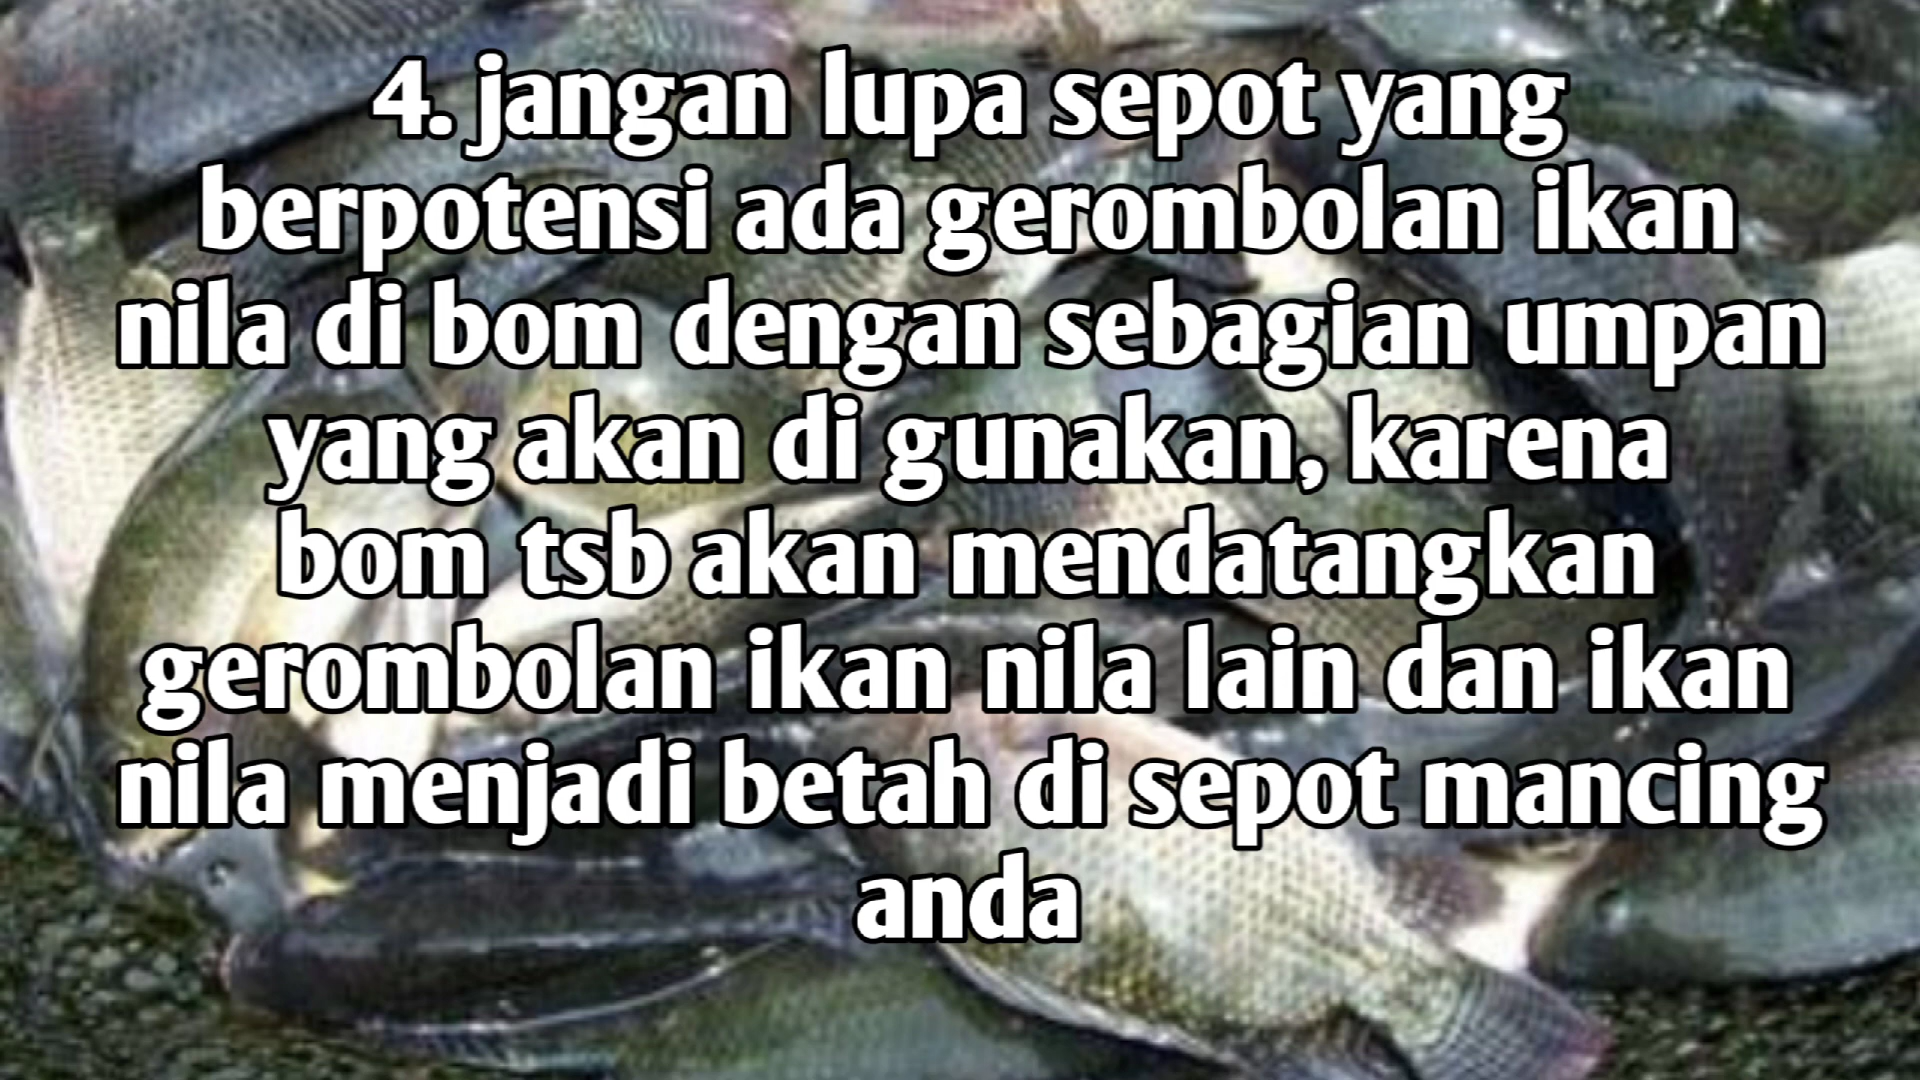 4. jangan lupa sepot yang
berpotensi ada gerombolan ikan
nila di bom dengan sebagian umpan
yang akan di gunakan, karena
bom tsb akan mendatangkan
gerombolan ikan nila lain dan ikan
nila menjadi betah di sepot mancing
anda